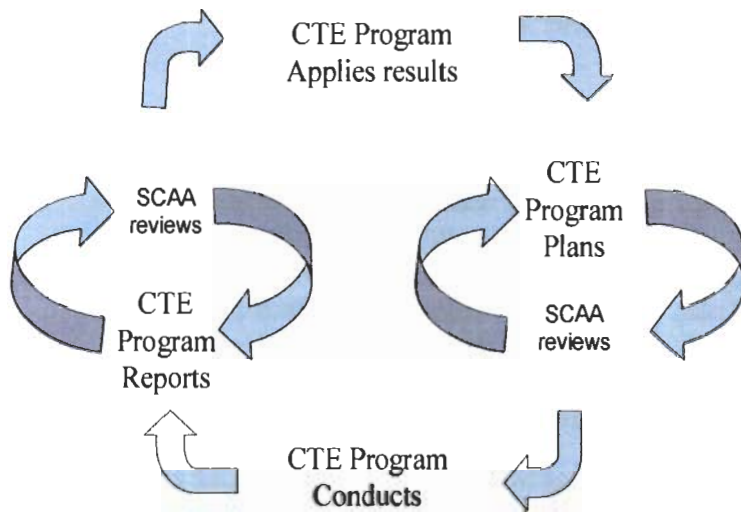 CTE Program
Applies results
SCAA
reviews
CTE
Program
Reports
CTE
Program
Plans
SCAA
reviews
CTE Program
Conducts